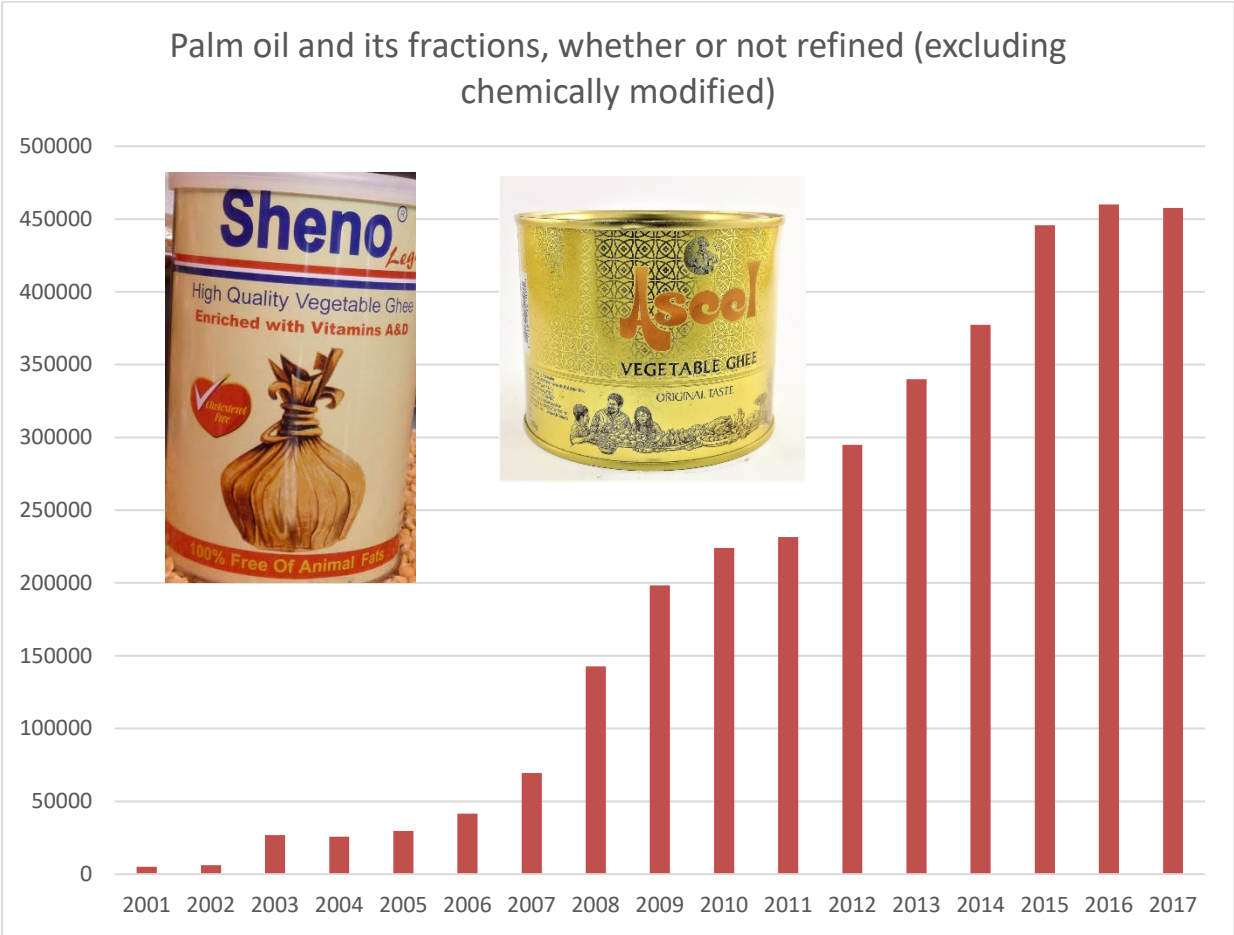 Palm oil and its fractions, whether or not refined (excluding
chemically modified)
500000
450000
400000
350000
300000
250000
200000
150000
100000
50000
0
Sheno®
Leg
High Quality Vegetable Ghee
Enriched with Vitamins A&D
Cholesterol
Free
100% Free Of Animal Fats
Aseel
VEGETABLE GHEE
ORIGINAL TASTE
2001 2002 2003 2004 2005 2006 2007 2008 2009 2010 2011 2012 2013 2014 2015 2016 2017